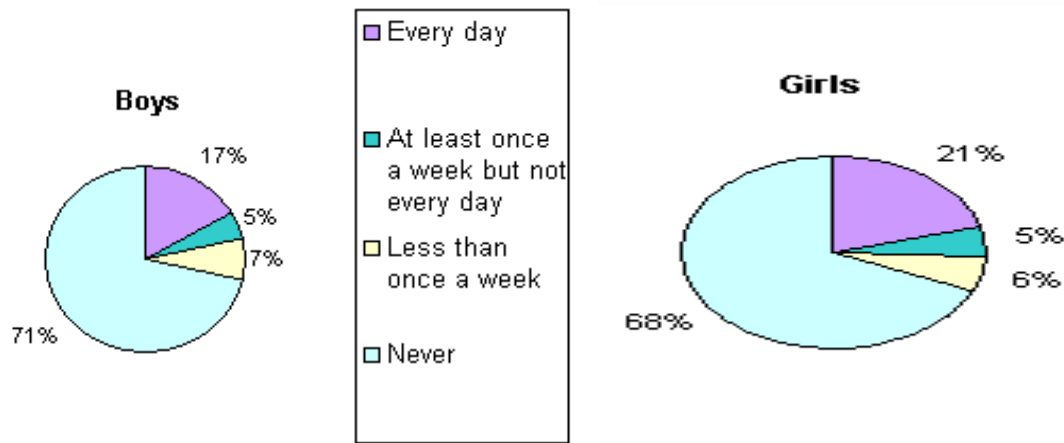 Boys
17%
5%
7%
71%
Every day
At least once
a week but not
every day
Less than
once a week
Never
Girls
21%
5%
6%
68%